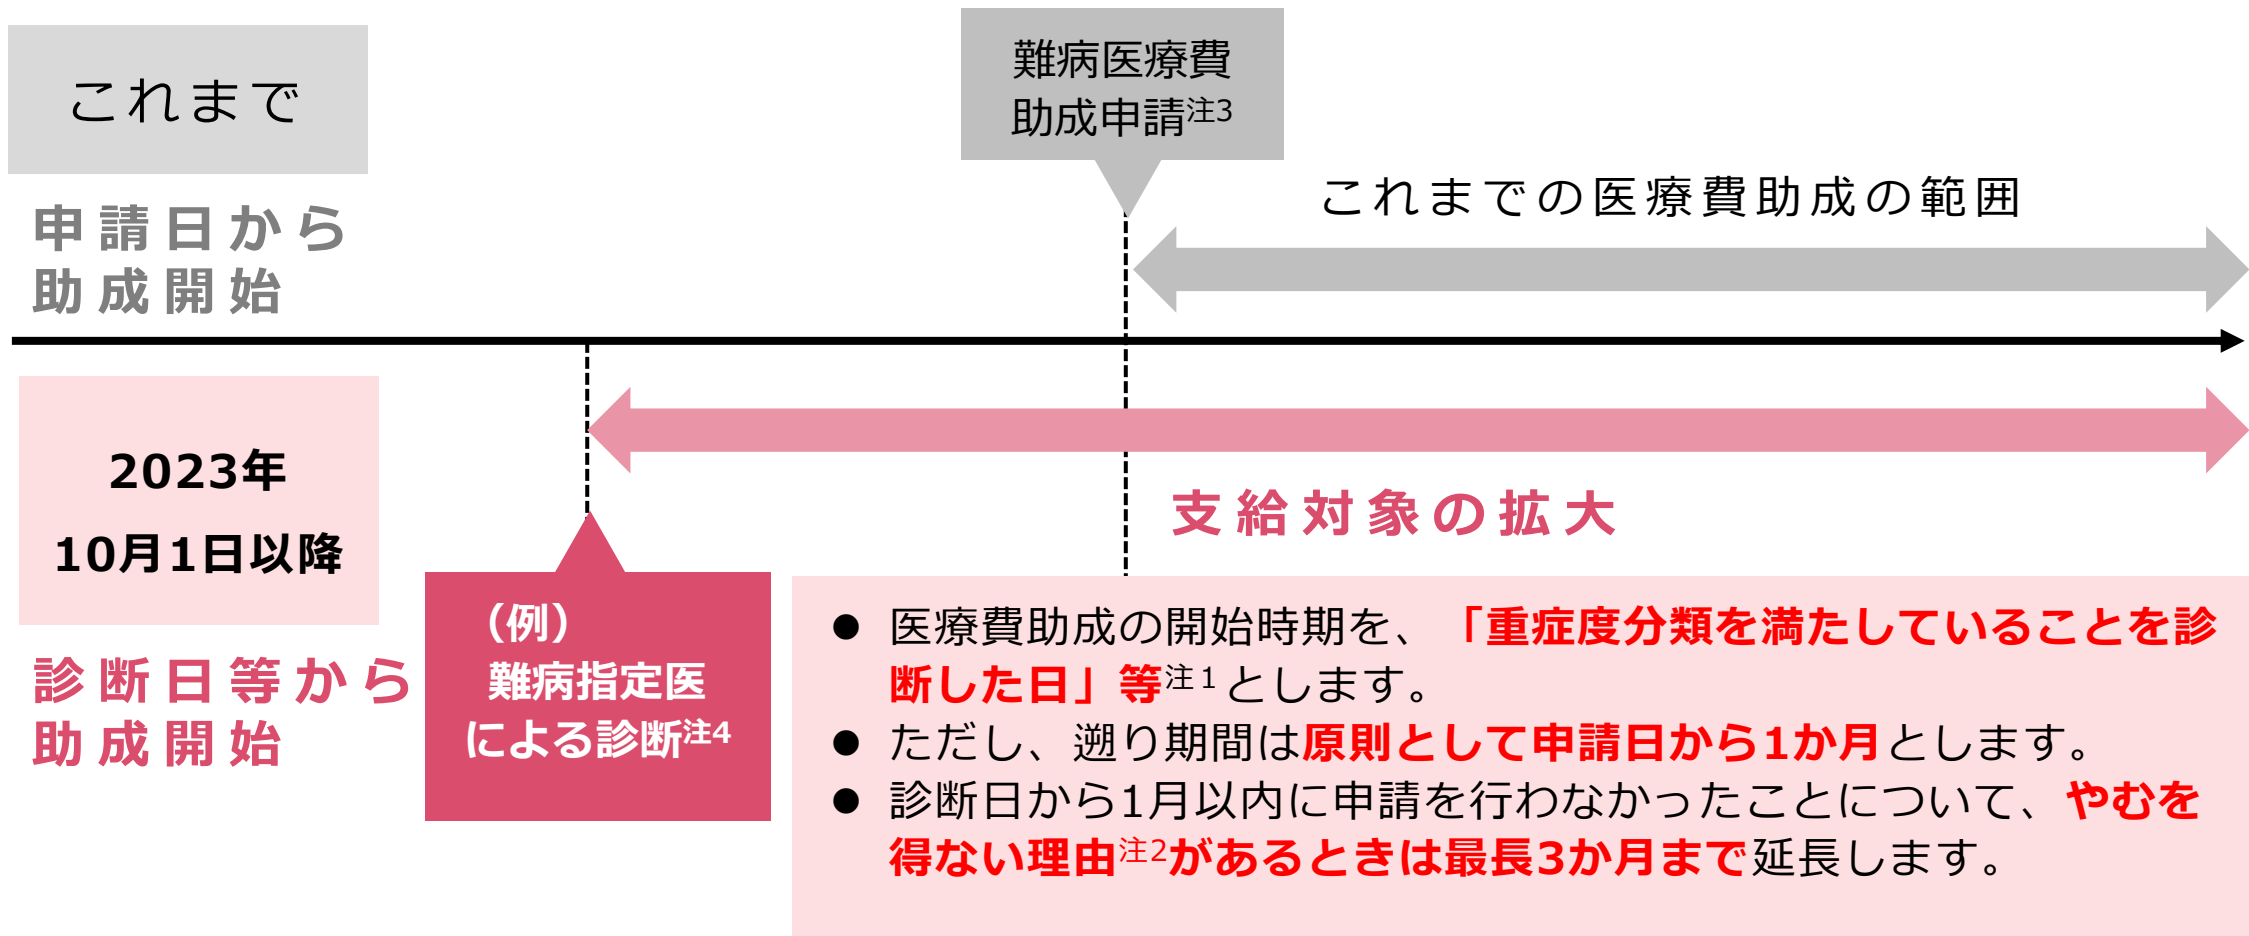 これまで
申請日から
助成開始
難病医療費
助成申請注3
これまでの医療費助成の範囲
2023年
10月1日以降
診断日等から
助成開始
（例）
難病指定医
による診断注4
支給対象の拡大
● 医療費助成の開始時期を、「重症度分類を満たしていることを診
断した日」等注１とします。
● ただし、遡り期間は原則として申請日から1か月とします。
● 診断日から1月以内に申請を行わなかったことについて、やむを
得ない理由注2があるときは最長3か月まで延長します。